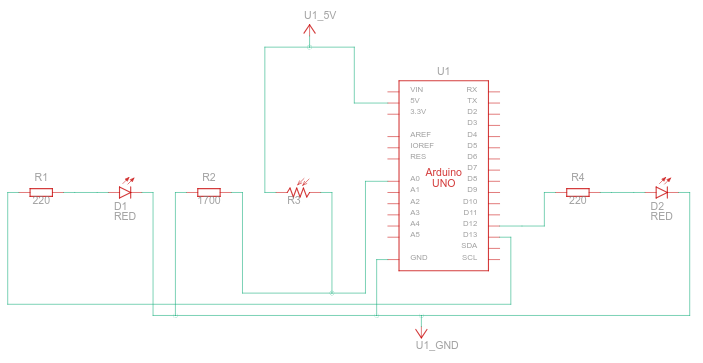 U1_5V
U1
VIN
5V
3.3V
AREF
IOREF
RES
A0
A1
A2
A3
A4
A5
GND
RX
TX
D2
D3
D4
D5
D6
D7
D8
D9
D10
D11
D12
D13
SDA
SCL
Arduino
UNO
R1
220
D1
RED
R2
1700
R3
R4
220
D2
RED
U1_GND